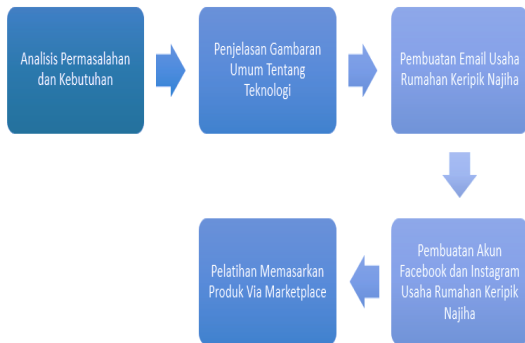 Analisis Permasalahan
dan Kebutuhan
Penjelasan Gambaran
Umum Tentang
Teknologi
Pembuatan Email Usaha
Rumahan Keripik Najiha
Pembuatan Akun
Facebook dan Instagram
Usaha Rumahan Keripik
Najiha
Pelatihan Memasarkan
Produk Via Marketplace